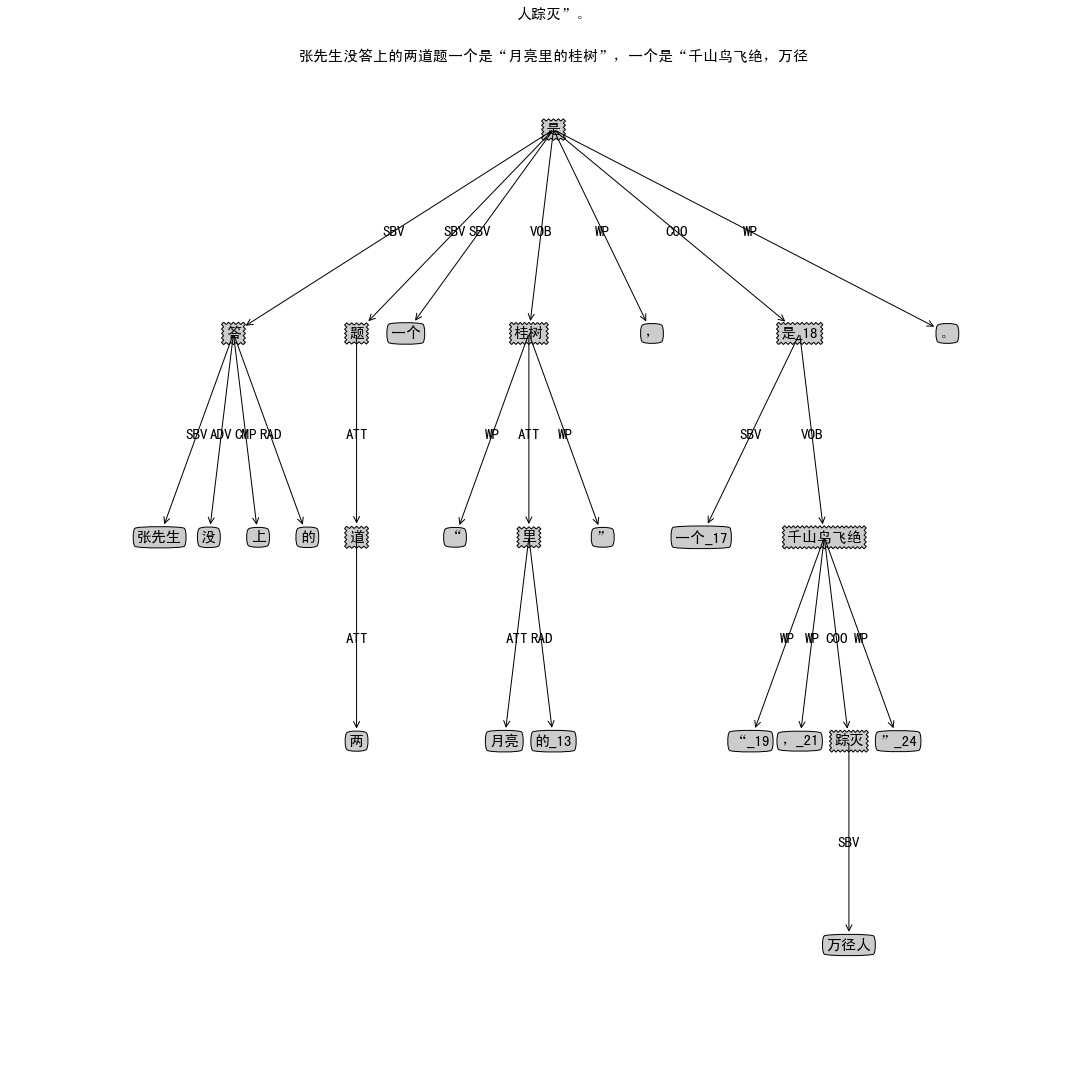 人踪灭”。
张先生没答上的两道题一个是“月亮里的桂树”，一个是“千山鸟飞绝，万径
是
SBV SBV SBV VOB WP COO WP
答 题 一个 桂树 ， 是_18 。
SBV ADV CMP RAD ATT WP ATT WP SBV VOB
张先生 没 上 的 道 “ 里 ” 一个_17 千山鸟飞绝
ATT ATT RAD WP WP COO WP
两 月亮 的_13 “_19 ，_21 踪灭 ”_24
SBV
万径人